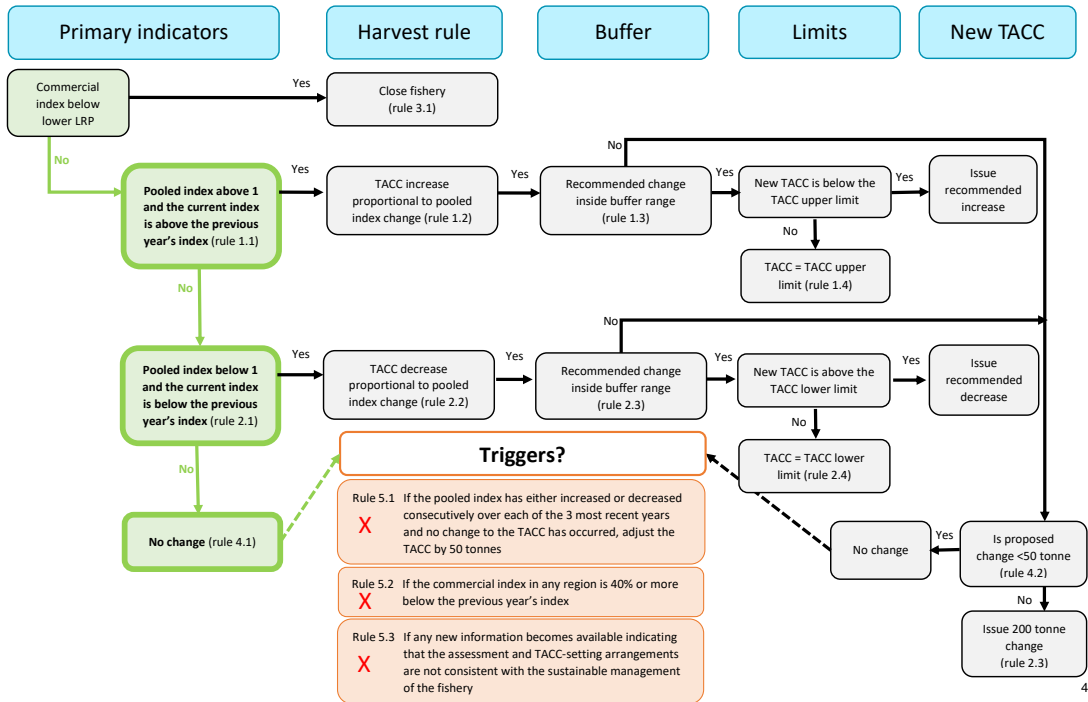 Primary indicators
Harvest rule
Buffer
Limits
New TACC
Commercial
index below
lower LRP
Yes
Close fishery
(rule 3.1)
No
No
Pooled index above 1
and the current index
is above the previous
year's index (rule 1.1)
Yes
TACC increase
proportional to pooled
index change (rule 1.2)
Yes
Recommended change
inside buffer range
(rule 1.3)
Yes
New TACC is below the
TACC upper limit
Yes
Issue
recommended
increase
No
TACC = TACC upper
limit (rule 1.4)
No
No
Pooled index below 1
and the current index
is below the previous
year's index (rule 2.1)
Yes
TACC decrease
proportional to pooled
index change (rule 2.2)
Yes
Recommended change
inside buffer range
(rule 2.3)
Yes
New TACC is above the
TACC lower limit
Yes
Issue
recommended
decrease
No
TACC = TACC lower
limit (rule 2.4)
No
No change (rule 4.1)
Triggers?
Rule 5.1 If the pooled index has either increased or decreased
consecutively over each of the 3 most recent years
and no change to the TACC has occurred, adjust
the TACC by 50 tonnes
X
Rule 5.2 If the commercial index in any region is 40% or more
below the previous year's index
X
Rule 5.3 If any new information becomes available indicating
that the assessment and TACC-setting arrangements
are not consistent with the sustainable management
of the fishery
X
No change
Yes
Is proposed
change <50 tonne
(rule 4.2)
No
Issue 200 tonne
change
(rule 2.3)
4